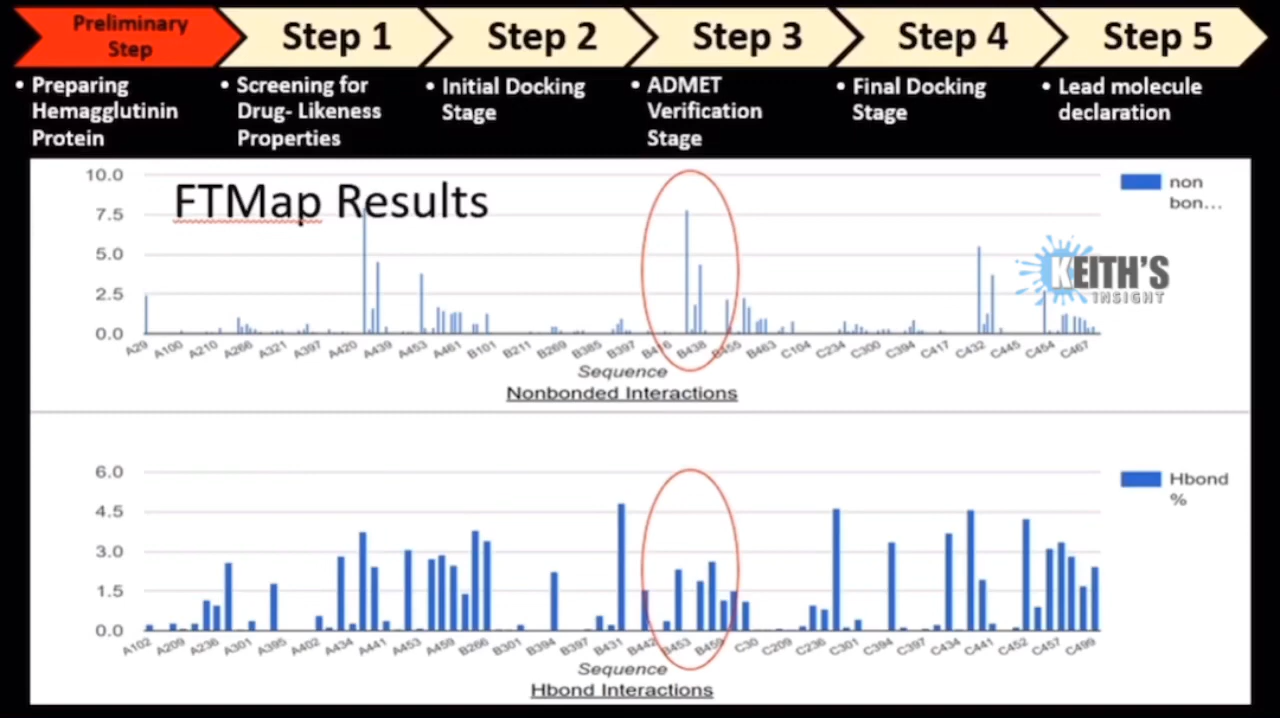 Preliminary
Step
Step 1
Step 2
Step 3
Step 4
Step 5
• Preparing
Hemagglutinin
Protein
• Screening for
Drug- Likeness
Properties
• Initial Docking
Stage
• ADMET
Verification
Stage
• Final Docking
Stage
• Lead molecule
declaration
FTMap Results
10.0
7.5
5.0
2.5
0.0
non
bon...
KEITH'S
INSIGHT
A29 A100 A210 A266 A321 A397 A420 A439 A453 A461 B101 B211 B269 B385 B397 B416 B438 B455 B463 C104 C234 C300 C394 C417 C432 C445 C454 C467
Sequence
Nonbonded Interactions
6.0
4.5
3.0
1.5
0.0
Hbond
%
A102 A209 A236 A301 A395 A402 A434 A441 A453 A459 B266 B301 B394 B397 B431 B442 B453 B459 C30 C209 C236 C301 C394 C397 C434 C441 C452 C457 C499
Sequence
Hbond Interactions